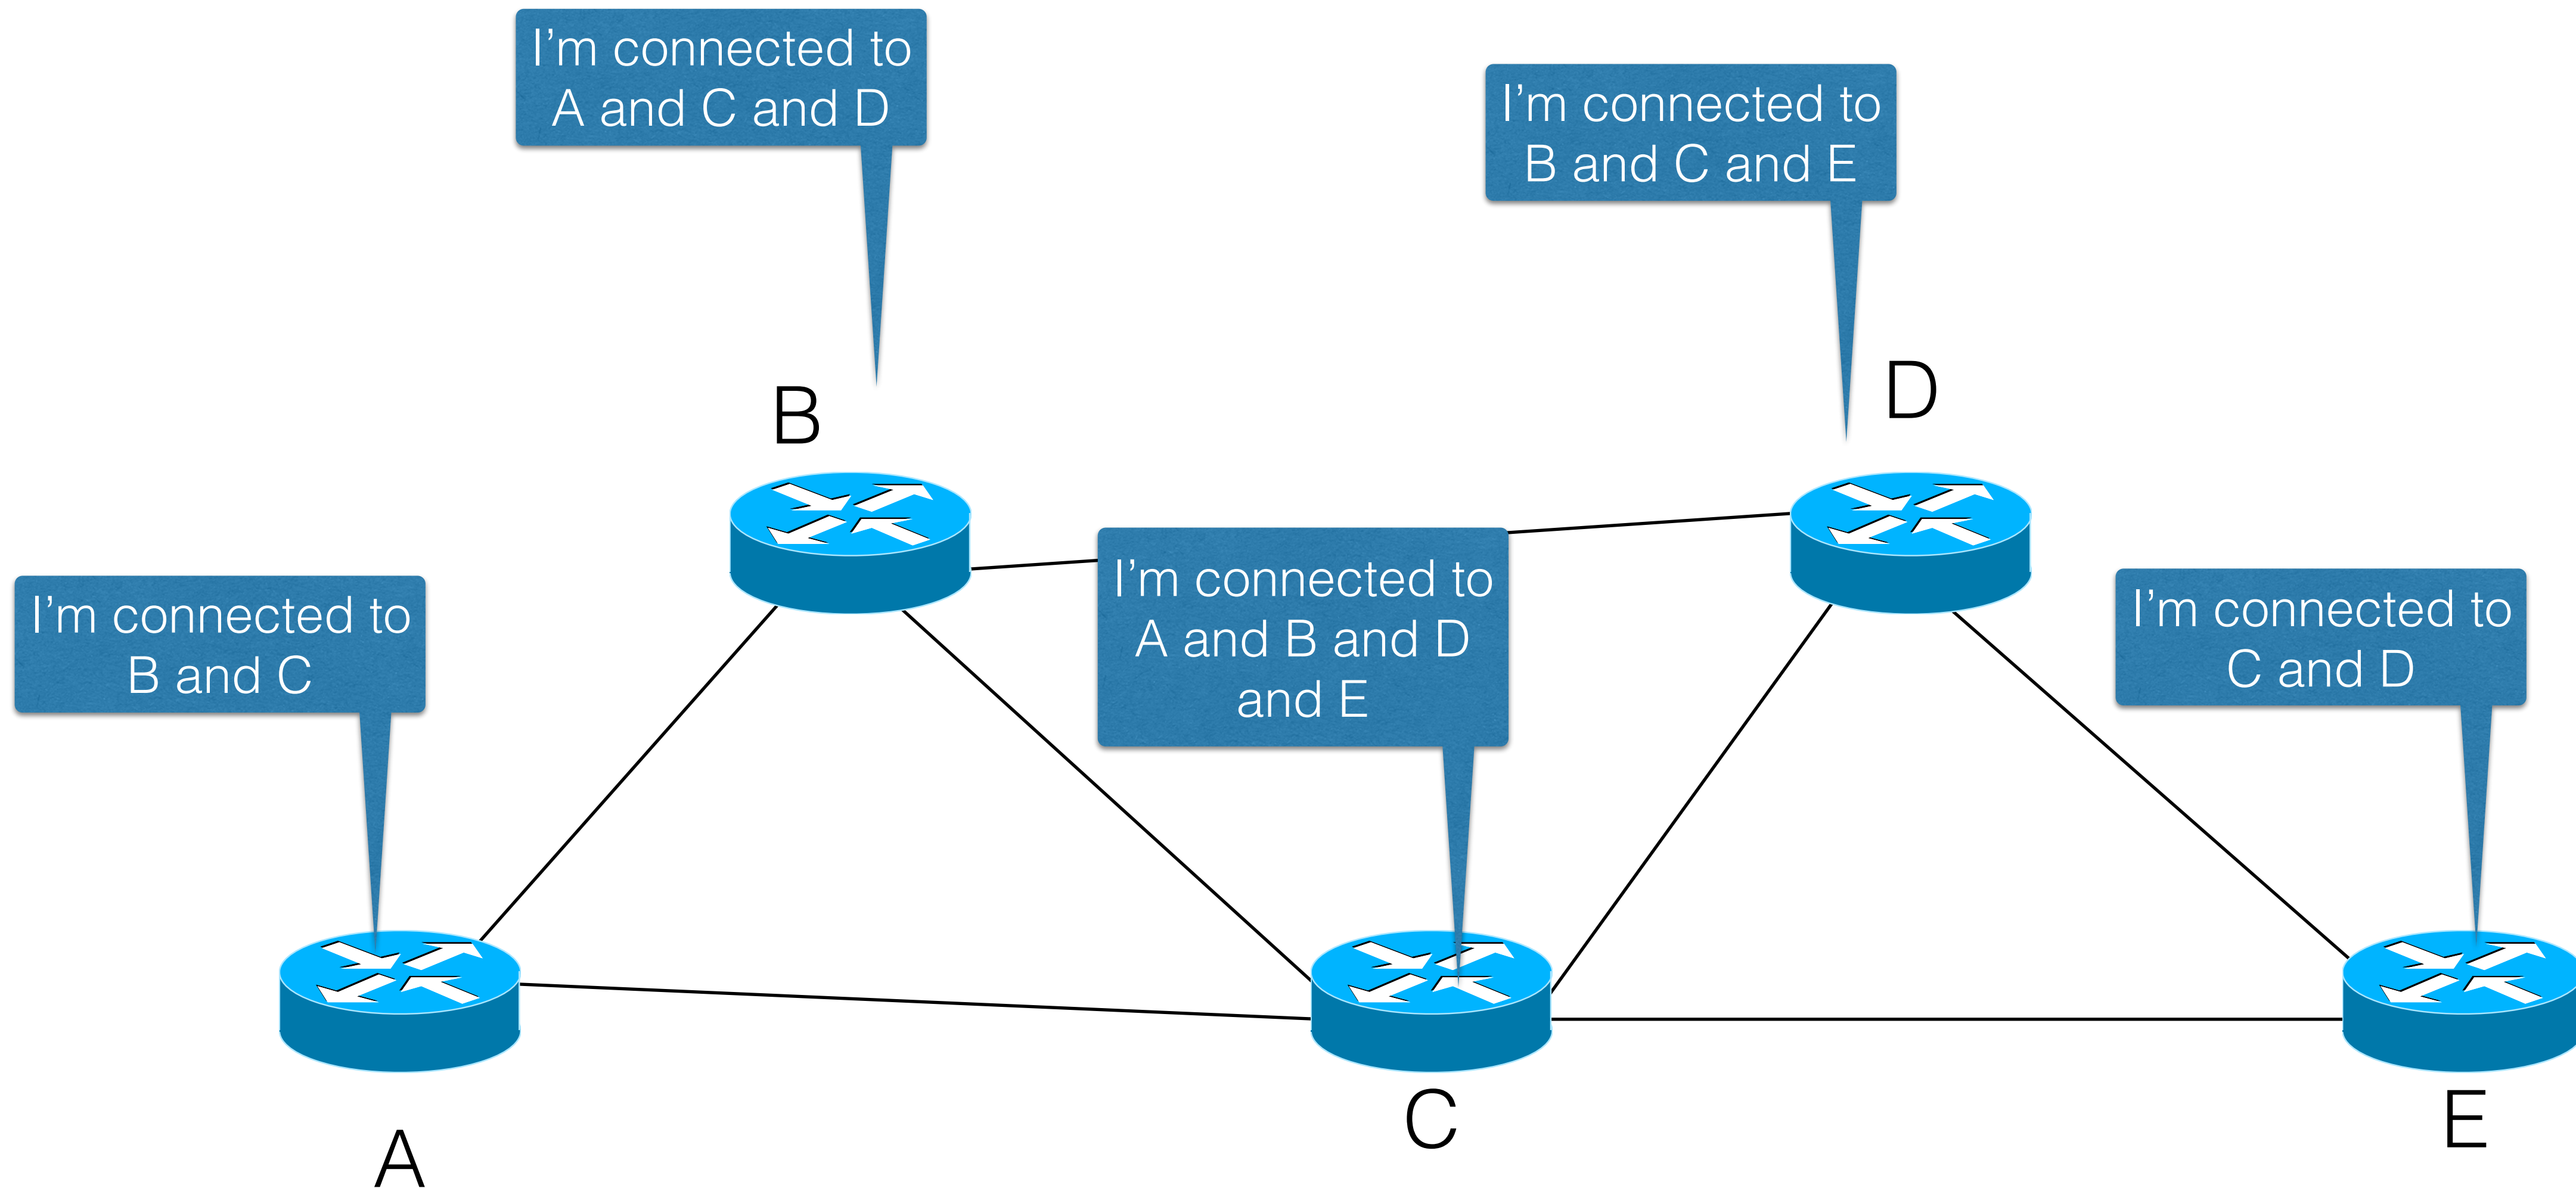 I'm connected to
A and C and D
I'm connected to
B and C and E
B
D
I'm connected to
A and B and D
and E
I'm connected to
B and C
I'm connected to
C and D
A
C
E